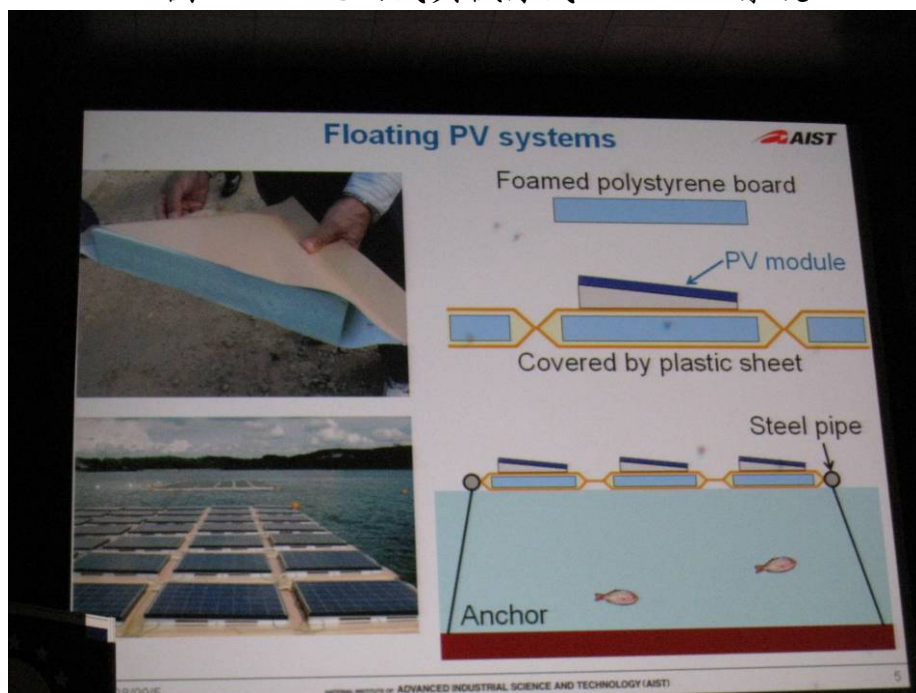 Floating PV systems
AIST
Foamed polystyrene board
PV module
Covered by plastic sheet
Steel pipe
Anchor
ADVANCED INDUSTRIAL SCIENCE AND TECHNOLOGY (AIST)
5